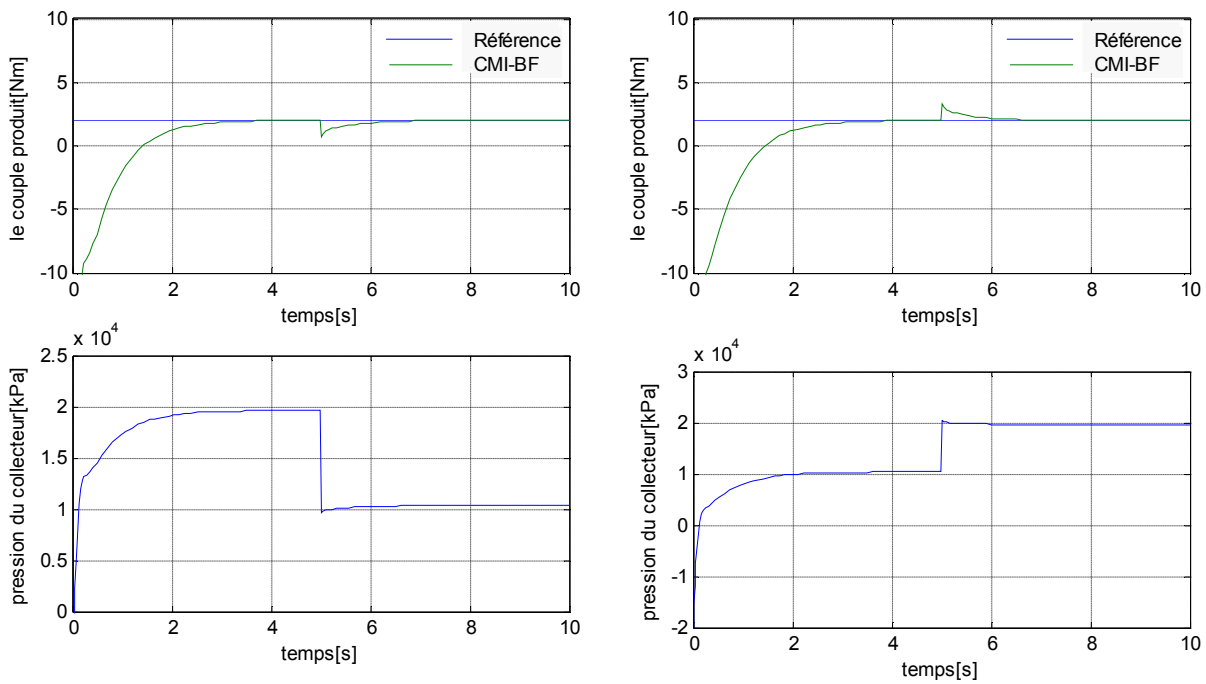 10
5
0
-5
-10
le couple produit[Nm]
Référence
CMI-BF
0 2 4 6 8 10
temps[s]
10
5
0
-5
-10
le couple produit[Nm]
Référence
CMI-BF
0 2 4 6 8 10
temps[s]
x 10^4
2.5
2
1.5
1
0.5
0
pression du collecteur[kPa]
0 2 4 6 8 10
temps[s]
x 10^4
3
2
1
0
-1
-2
pression du collecteur[kPa]
0 2 4 6 8 10
temps[s]